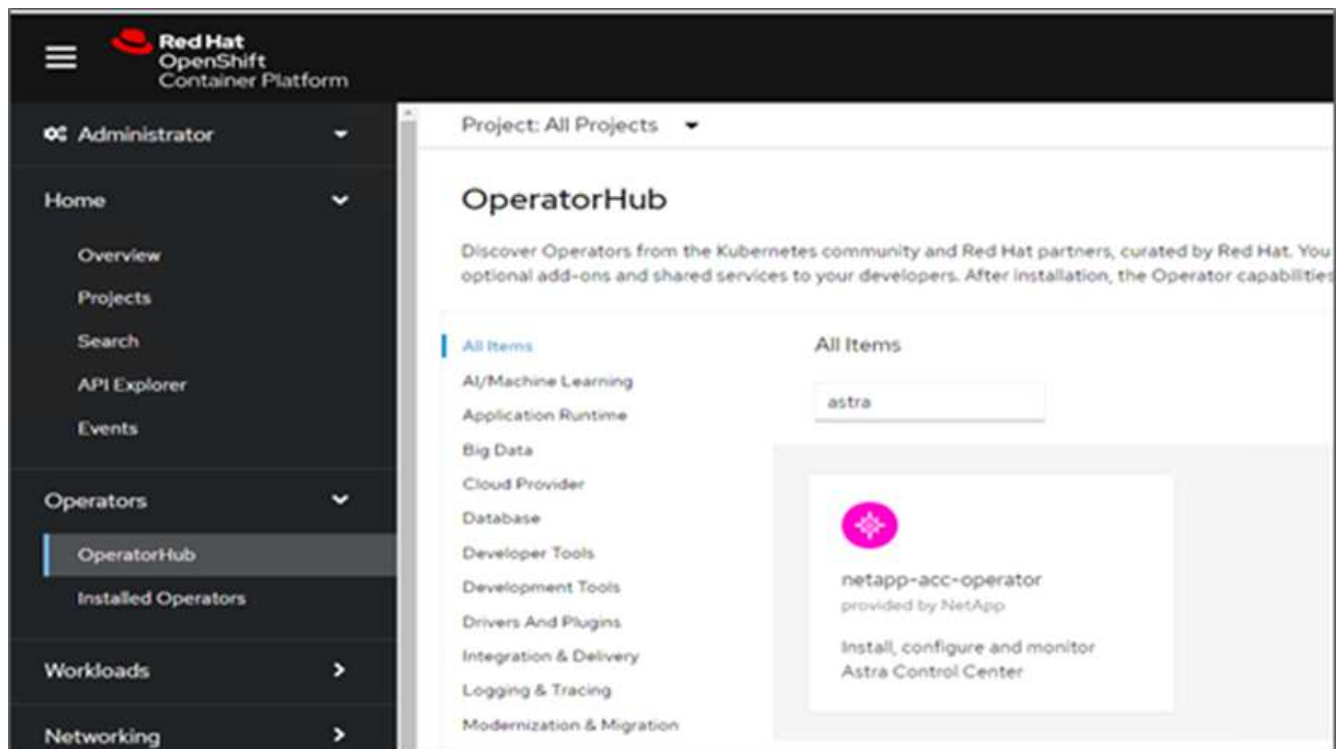 Red Hat
OpenShift
Container Platform
Administrator
Home
Overview
Projects
Search
API Explorer
Events
Operators
OperatorHub
Installed Operators
Workloads
Networking
Project: All Projects
OperatorHub
Discover Operators from the Kubernetes community and Red Hat partners, curated by Red Hat. You
optional add-ons and shared services to your developers. After installation, the Operator capabilities
All Items
AI/Machine Learning
Application Runtime
Big Data
Cloud Provider
Database
Developer Tools
Development Tools
Drivers And Plugins
Integration & Delivery
Logging & Tracing
Modernization & Migration
All Items
astra
netapp-acc-operator
provided by NetApp
Install, configure and monitor
Astra Control Center